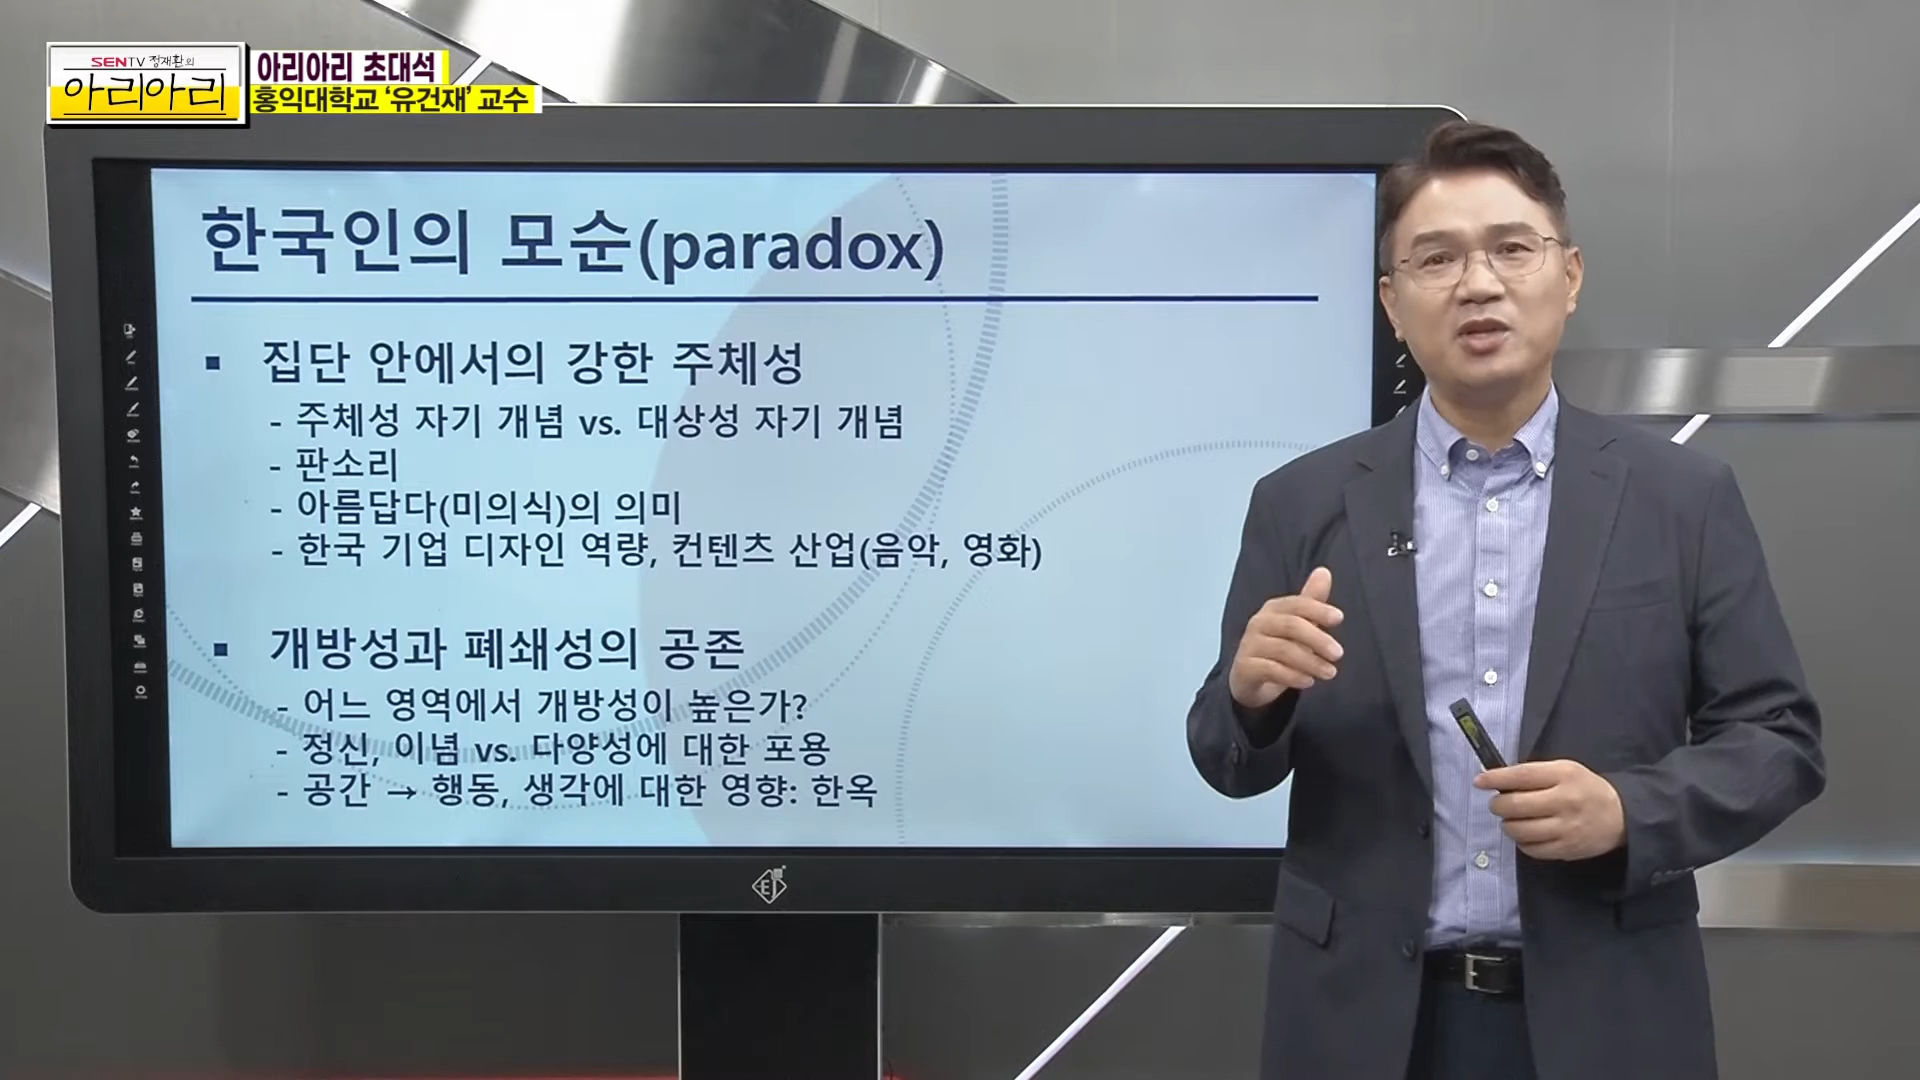 SENTV 정재환의
아리아리
아리아리 초대석
홍익대학교 ‘유건재’ 교수
한국인의 모순(paradox)
▪ 집단 안에서의 강한 주체성
- 주체성 자기 개념 vs. 대상성 자기 개념
- 판소리
- 아름답다(미의식)의 의미
- 한국 기업 디자인 역량, 컨텐츠 산업(음악, 영화)
▪ 개방성과 폐쇄성의 공존
- 어느 영역에서 개방성이 높은가?
- 정신, 이념 vs. 다양성에 대한 포용
- 공간 → 행동, 생각에 대한 영향: 한옥